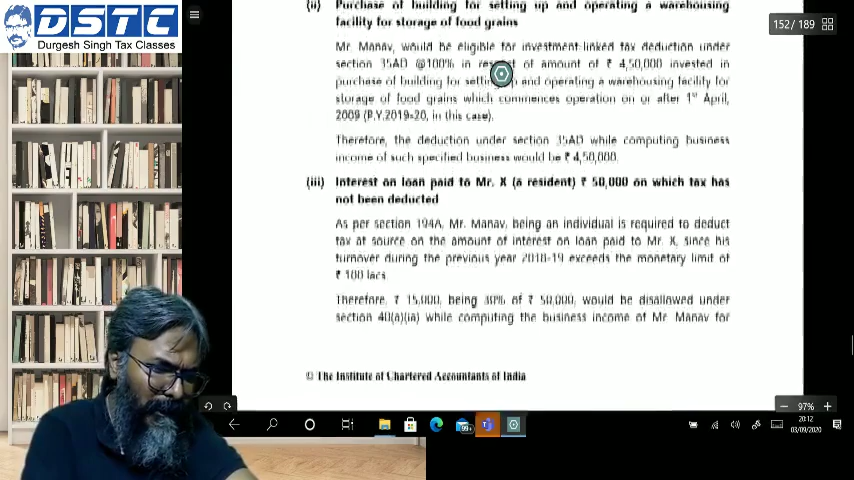 DSTC
Durgesh Singh Tax Classes
152 / 189
(ii) Purchase of building for setting up and operating a warehousing
facility for storage of food grains
Mr. Manav, would be eligible for investment-linked tax deduction under
section 35AD @100% in respect of amount of ₹ 4,50,000 invested in
purchase of building for setting up and operating a warehousing facility for
storage of food grains which commences operation on or after 1st April,
2009 (P.Y.2019-20, in this case).
Therefore, the deduction under section 35AD while computing business
income of such specified business would be ₹ 4,50,000.
(iii) Interest on loan paid to Mr. X (a resident) ₹ 50,000 on which tax has
not been deducted
As per section 194A, Mr. Manav, being an individual is required to deduct
tax at source on the amount of interest on loan paid to Mr. X, since his
turnover during the previous year 2018-19 exceeds the monetary limit of
₹ 100 lacs
Therefore, ₹ 15,000, being 30% of ₹ 50,000, would be disallowed under
section 40(a)(ia) while computing the business income of Mr. Manav for
© The Institute of Chartered Accountants of India
97%
99+
20:12
03/09/2020